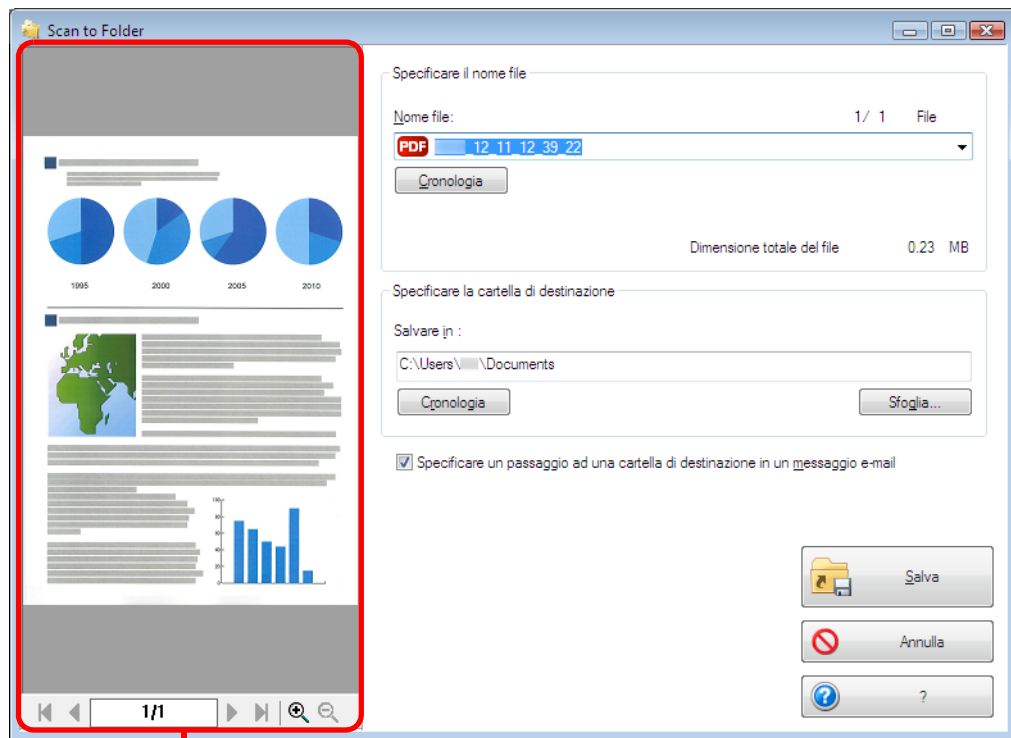 Scan to Folder
Specificare il nome file
Nome file:
1/ 1 File
PDF _12_11_12_39_22
Cronologia
Dimensione totale del file 0.23 MB
Specificare la cartella di destinazione
Salvare in :
C:\Users\ \Documents
Cronologia
Sfoglia...
Specificare un passaggio ad una cartella di destinazione in un messaggio e-mail
Salva
Annulla
?
1995 2000 2005 2010
100
80
60
40
20
0
1/1